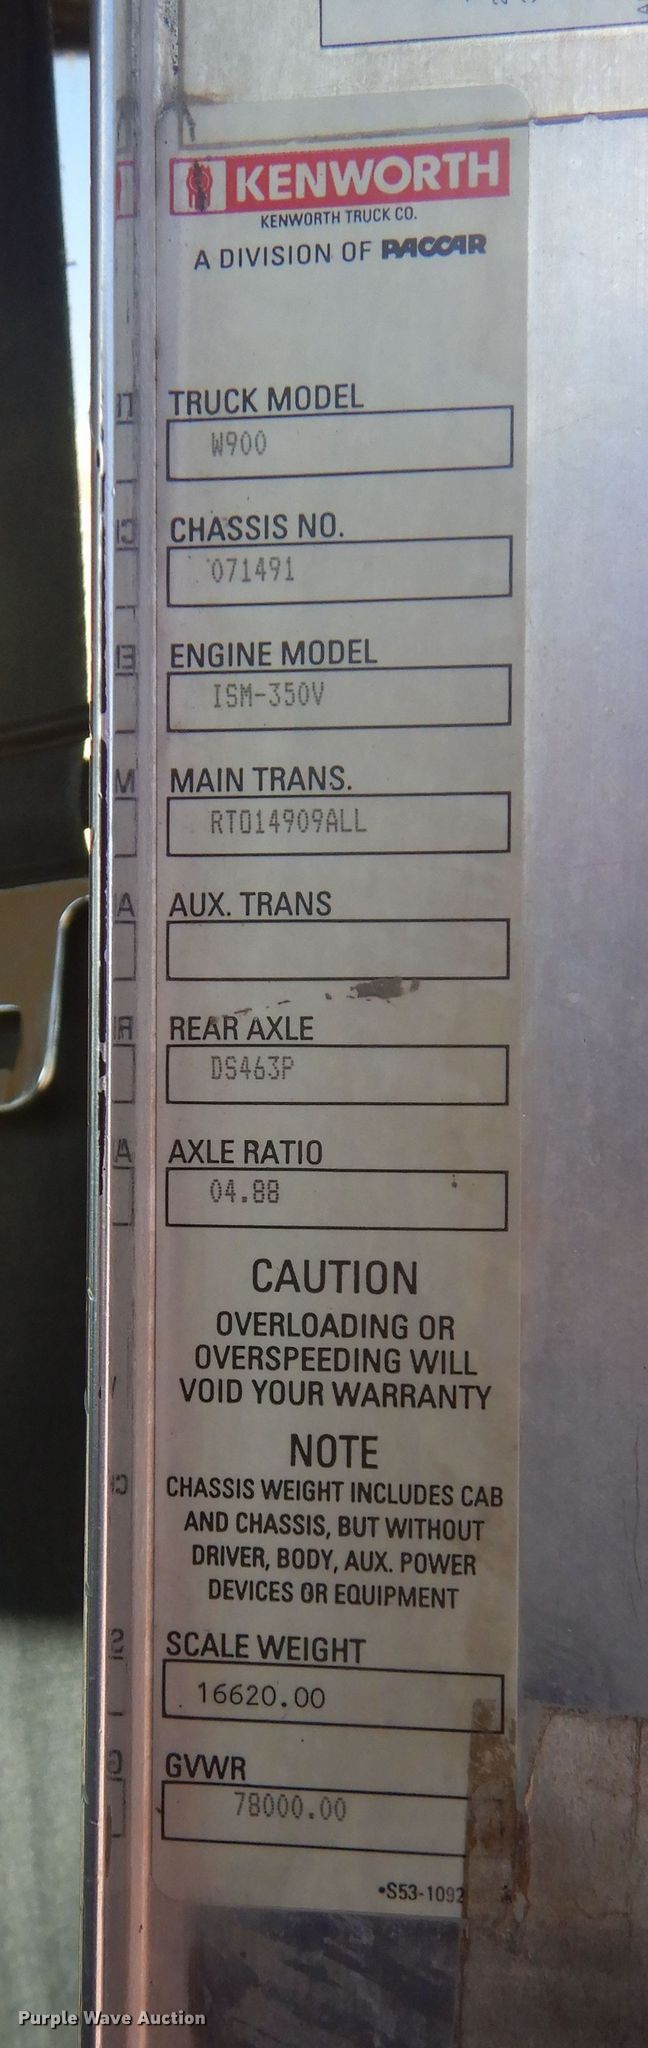 KENWORTH
KENWORTH TRUCK CO.
A DIVISION OF PACCAR
TRUCK MODEL
W900
CHASSIS NO.
071491
ENGINE MODEL
ISM-350V
MAIN TRANS.
RTO14909ALL
AUX. TRANS
REAR AXLE
DS463P
AXLE RATIO
04.88
CAUTION
OVERLOADING OR
OVERSPEEDING WILL
VOID YOUR WARRANTY
NOTE
CHASSIS WEIGHT INCLUDES CAB
AND CHASSIS, BUT WITHOUT
DRIVER, BODY, AUX. POWER
DEVICES OR EQUIPMENT
SCALE WEIGHT
16620.00
GVWR
78000.00
•S53-1092
Purple Wave Auction